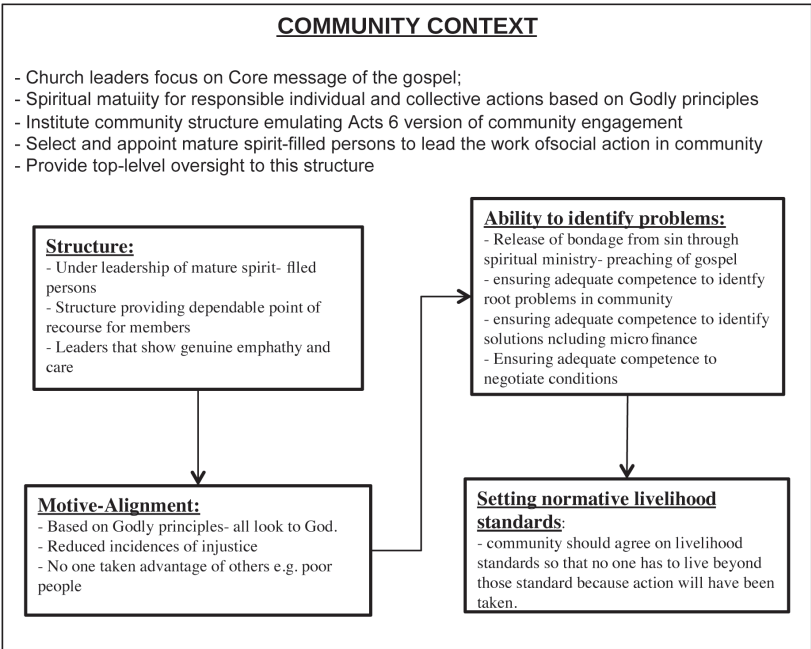 COMMUNITY CONTEXT
- Church leaders focus on Core message of the gospel;
- Spiritual matuiity for responsible individual and collective actions based on Godly principles
- Institute community structure emulating Acts 6 version of community engagement
- Select and appoint mature spirit-filled persons to lead the work ofsocial action in community
- Provide top-lelvel oversight to this structure
Structure:
- Under leadership of mature spirit- flled
persons
- Structure providing dependable point of
recourse for members
- Leaders that show genuine emphathy and
care
Motive-Alignment:
- Based on Godly principles- all look to God.
- Reduced incidences of injustice
- No one taken advantage of others e.g. poor
people
Ability to identify problems:
- Release of bondage from sin through
spiritual ministry- preaching of gospel
- ensuring adequate competence to identfy
root problems in community
- ensuring adequate competence to identify
solutions ncluding micro finance
- Ensuring adequate competence to
negotiate conditions
Setting normative livelihood
standards:
- community should agree on livelihood
standards so that no one has to live beyond
those standard because action will have been
taken.